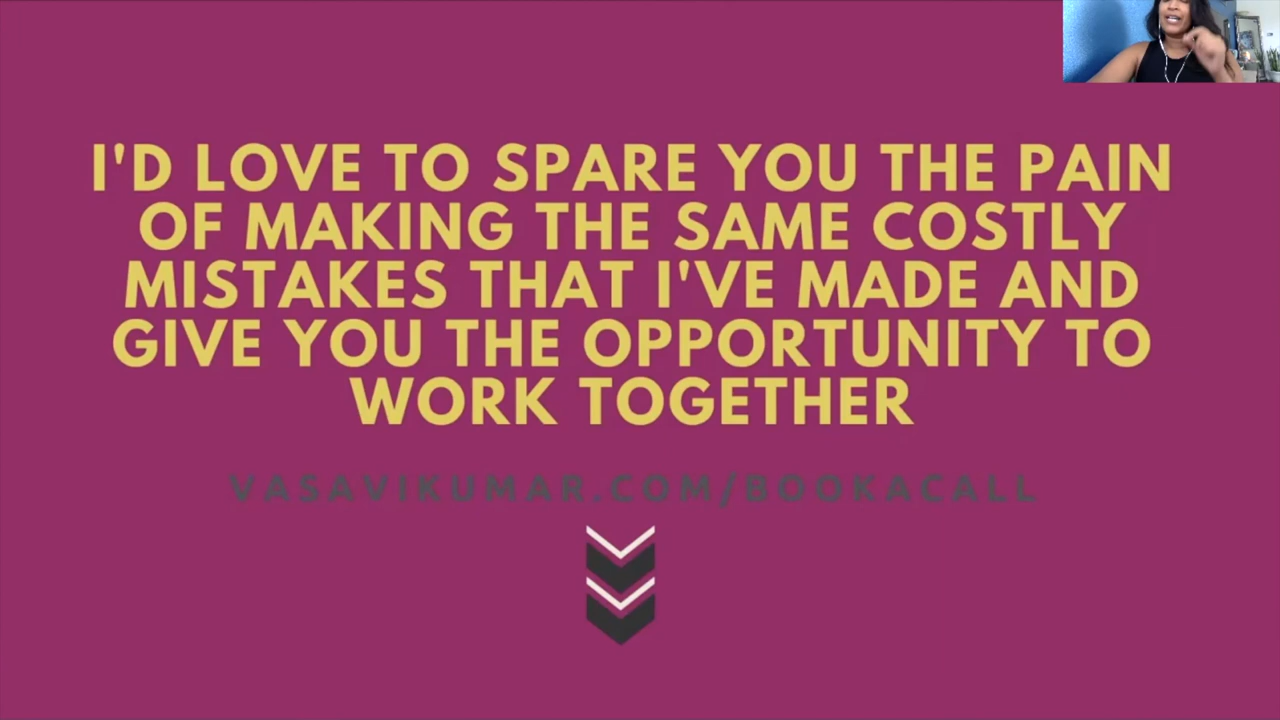 I'D LOVE TO SPARE YOU THE PAIN
OF MAKING THE SAME COSTLY
MISTAKES THAT I'VE MADE AND
GIVE YOU THE OPPORTUNITY TO
WORK TOGETHER
VASAVIKUMAR.COM/BOOKACALL